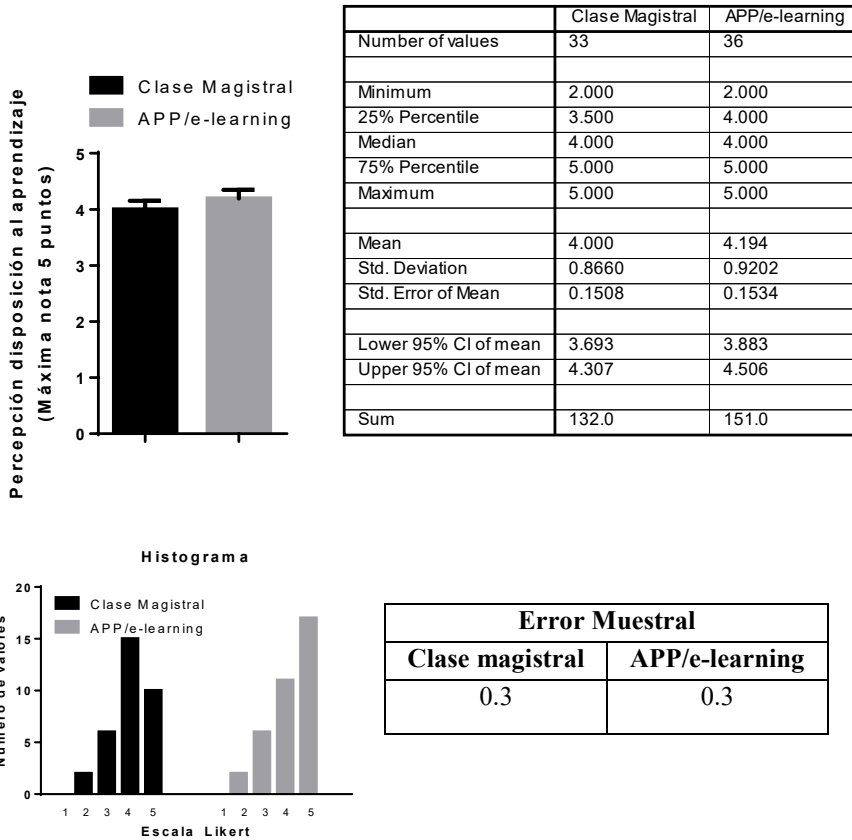 Percepción disposición al aprendizaje
(Máxima nota 5 puntos)
Clase Magistral
APP/e-learning
5
4
3
2
1
0
Clase Magistral APP/e-learning
Number of values 33 36
Minimum 2.000 2.000
25% Percentile 3.500 4.000
Median 4.000 4.000
75% Percentile 5.000 5.000
Maximum 5.000 5.000
Mean 4.000 4.194
Std. Deviation 0.8660 0.9202
Std. Error of Mean 0.1508 0.1534
Lower 95% CI of mean 3.693 3.883
Upper 95% CI of mean 4.307 4.506
Sum 132.0 151.0
Histograma
Número de valores
20
15
10
5
0
Clase Magistral
APP/e-learning
1 2 3 4 5 1 2 3 4 5
Escala Likert
Error Muestral
Clase magistral APP/e-learning
0.3 0.3